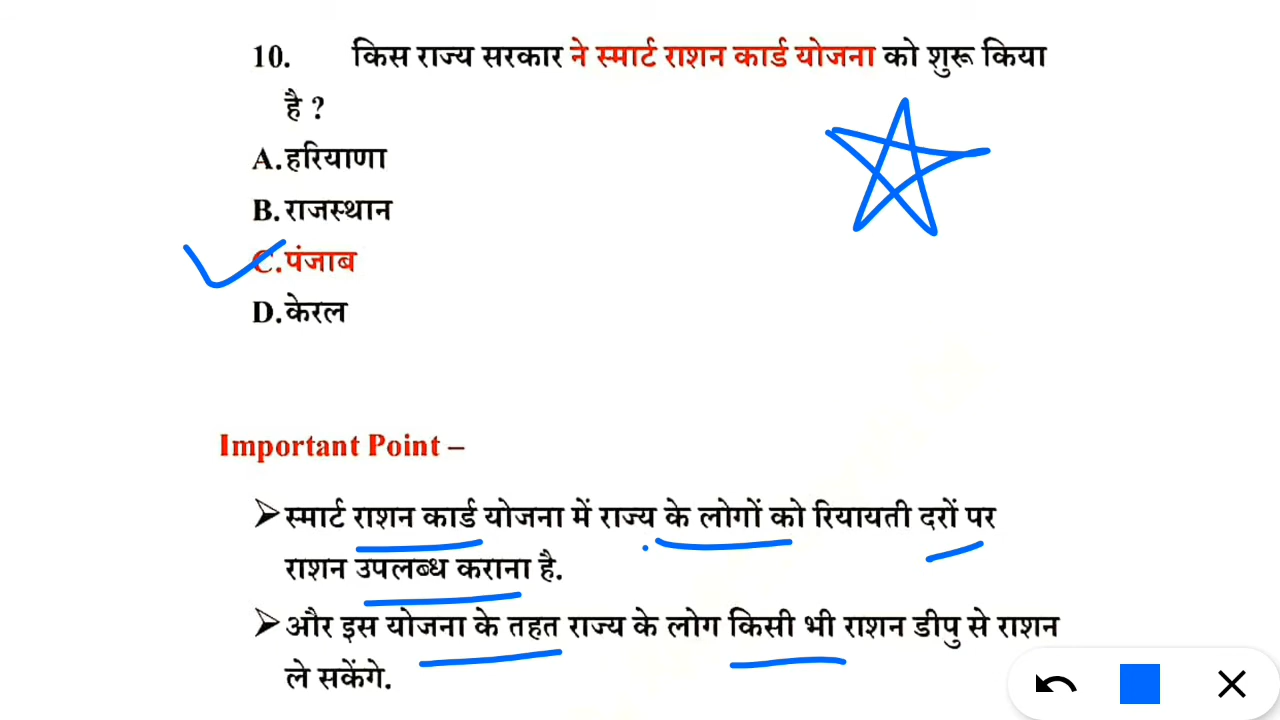 10. किस राज्य सरकार ने स्मार्ट राशन कार्ड योजना को शुरू किया
है ?
A. हरियाणा
B. राजस्थान
C. पंजाब
D. केरल
Important Point –
➢ स्मार्ट राशन कार्ड योजना में राज्य के लोगों को रियायती दरों पर
राशन उपलब्ध कराना है.
➢ और इस योजना के तहत राज्य के लोग किसी भी राशन डीपु से राशन
ले सकेंगे.